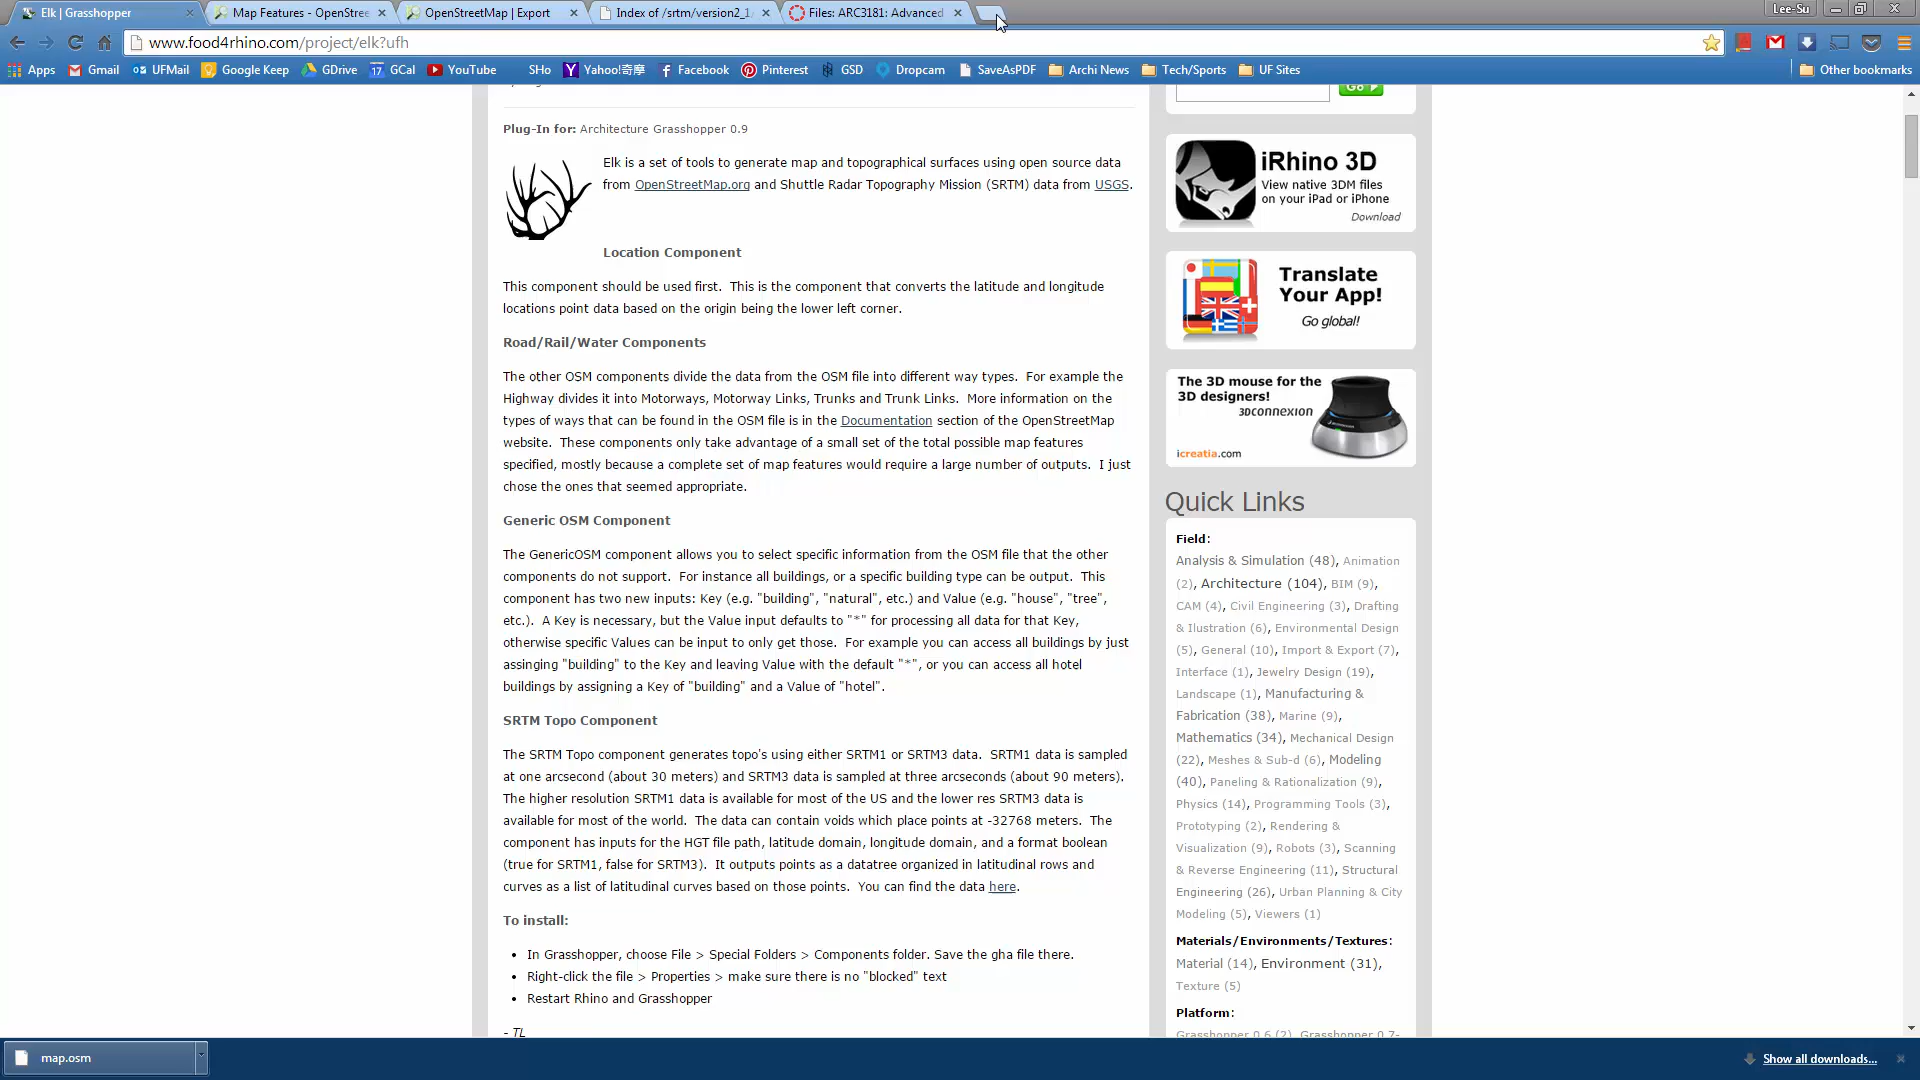 Elk | Grasshopper
Map Features - OpenStree
OpenStreetMap | Export
Index of /srtm/version2_1
Files: ARC3181: Advanced
Lee-Su
www.food4rhino.com/project/elk?ufh
Apps
Gmail
UFMail
Google Keep
GDrive
17 GCal
YouTube
SHo
Yahoo!奇摩
Facebook
Pinterest
GSD
Dropcam
SaveAsPDF
Archi News
Tech/Sports
UF Sites
Other bookmarks
Plug-In for: Architecture Grasshopper 0.9
Elk is a set of tools to generate map and topographical surfaces using open source data
from OpenStreetMap.org and Shuttle Radar Topography Mission (SRTM) data from USGS.
Location Component
This component should be used first.  This is the component that converts the latitude and longitude
locations point data based on the origin being the lower left corner.
Road/Rail/Water Components
The other OSM components divide the data from the OSM file into different way types.  For example the
Highway divides it into Motorways, Motorway Links, Trunks and Trunk Links.  More information on the
types of ways that can be found in the OSM file is in the Documentation section of the OpenStreetMap
website.  These components only take advantage of a small set of the total possible map features
specified, mostly because a complete set of map features would require a large number of outputs.  I just
chose the ones that seemed appropriate.
Generic OSM Component
The GenericOSM component allows you to select specific information from the OSM file that the other
components do not support.  For instance all buildings, or a specific building type can be output.  This
component has two new inputs: Key (e.g. "building", "natural", etc.) and Value (e.g. "house", "tree",
etc.).  A Key is necessary, but the Value input defaults to "*" for processing all data for that Key,
otherwise specific Values can be input to only get those.  For example you can access all buildings by just
assinging "building" to the Key and leaving Value with the default "*", or you can access all hotel
buildings by assigning a Key of "building" and a Value of "hotel".
SRTM Topo Component
The SRTM Topo component generates topo's using either SRTM1 or SRTM3 data.  SRTM1 data is sampled
at one arcsecond (about 30 meters) and SRTM3 data is sampled at three arcseconds (about 90 meters).
The higher resolution SRTM1 data is available for most of the US and the lower res SRTM3 data is
available for most of the world.  The data can contain voids which place points at -32768 meters.  The
component has inputs for the HGT file path, latitude domain, longitude domain, and a format boolean
(true for SRTM1, false for SRTM3).  It outputs points as a datatree organized in latitudinal rows and
curves as a list of latitudinal curves based on those points.  You can find the data here.
To install:
• In Grasshopper, choose File > Special Folders > Components folder. Save the gha file there.
• Right-click the file > Properties > make sure there is no "blocked" text
• Restart Rhino and Grasshopper
- TL
Go
iRhino 3D
View native 3DM files
on your iPad or iPhone
Download
Translate
Your App!
Go global!
The 3D mouse for the
3D designers!
3DCONNEXION
icreatia.com
Quick Links
Field:
Analysis & Simulation (48), Animation
(2), Architecture (104), BIM (9),
CAM (4), Civil Engineering (3), Drafting
& Ilustration (6), Environmental Design
(5), General (10), Import & Export (7),
Interface (1), Jewelry Design (19),
Landscape (1), Manufacturing &
Fabrication (38), Marine (9),
Mathematics (34), Mechanical Design
(22), Meshes & Sub-d (6), Modeling
(40), Paneling & Rationalization (9),
Physics (14), Programming Tools (3),
Prototyping (2), Rendering &
Visualization (9), Robots (3), Scanning
& Reverse Engineering (11), Structural
Engineering (26), Urban Planning & City
Modeling (5), Viewers (1)
Materials/Environments/Textures:
Material (14), Environment (31),
Texture (5)
Platform:
Grasshopper 0.6 (2), Grasshopper 0.7-
map.osm
Show all downloads...